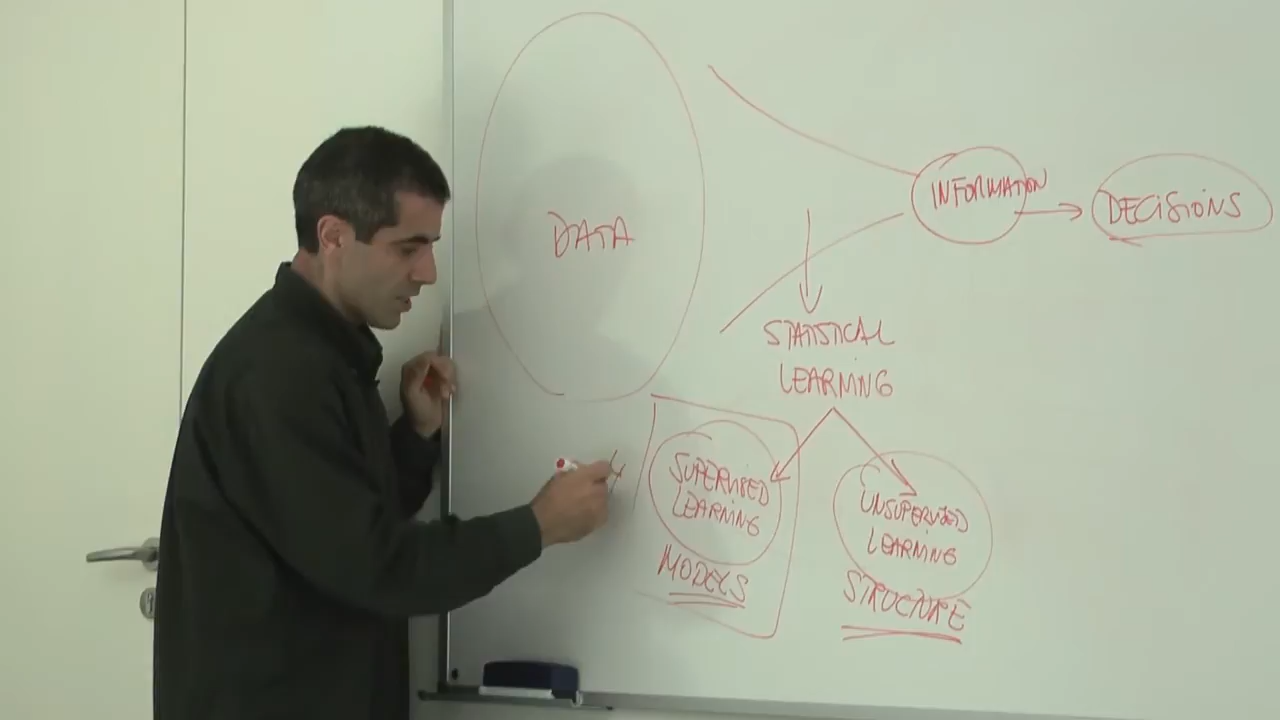 DATA
INFORMATION
DECISIONS
STATISTICAL
LEARNING
SUPERVISED
LEARNING
MODELS
UNSUPERVISED
LEARNING
STRUCTURE